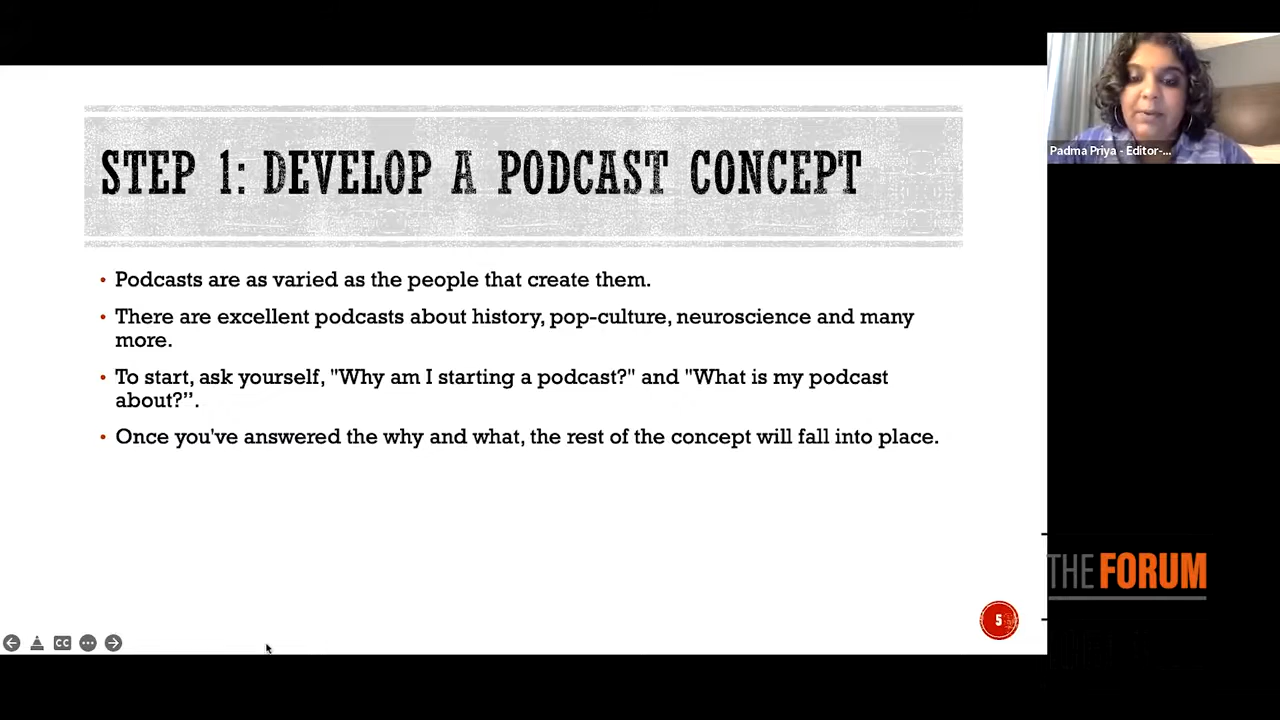 STEP 1: DEVELOP A PODCAST CONCEPT
• Podcasts are as varied as the people that create them.
• There are excellent podcasts about history, pop-culture, neuroscience and many
more.
• To start, ask yourself, "Why am I starting a podcast?" and "What is my podcast
about?”.
• Once you've answered the why and what, the rest of the concept will fall into place.
5
CC
Padma Priya - Editor-...
THE FORUM